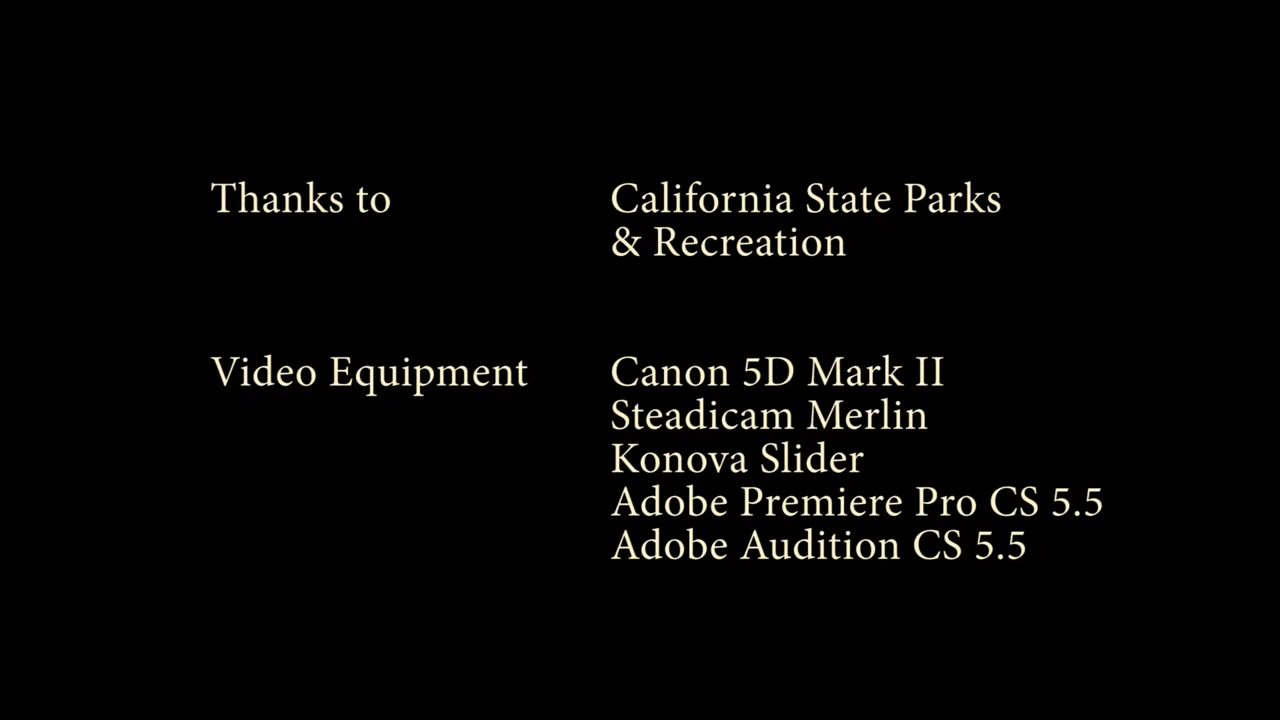 Thanks to California State Parks
& Recreation
Video Equipment Canon 5D Mark II
Steadicam Merlin
Konova Slider
Adobe Premiere Pro CS 5.5
Adobe Audition CS 5.5